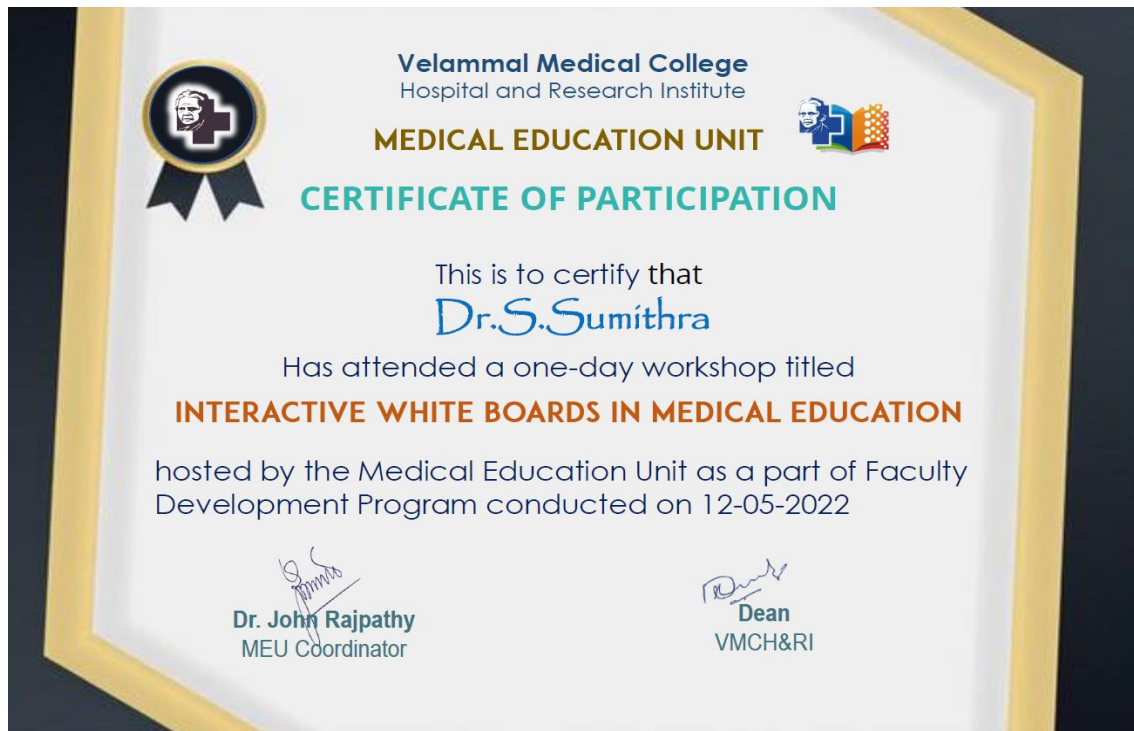 Velammal Medical College
Hospital and Research Institute
MEDICAL EDUCATION UNIT
CERTIFICATE OF PARTICIPATION
This is to certify that
Dr.S.Sumithra
Has attended a one-day workshop titled
INTERACTIVE WHITE BOARDS IN MEDICAL EDUCATION
hosted by the Medical Education Unit as a part of Faculty
Development Program conducted on 12-05-2022
Dr. John Rajpathy
MEU Coordinator
Dean
VMCH&RI